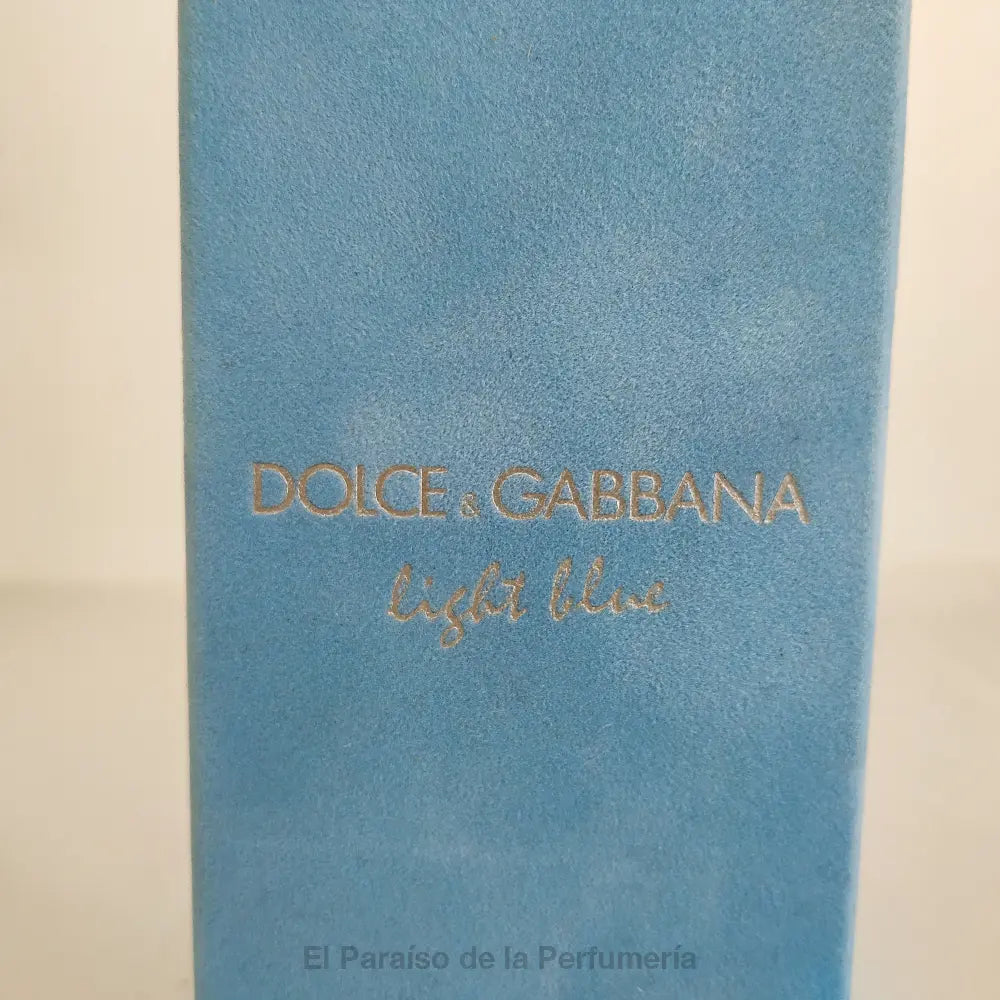 DOLCE & GABBANA
light blue
El Paraíso de la Perfumería